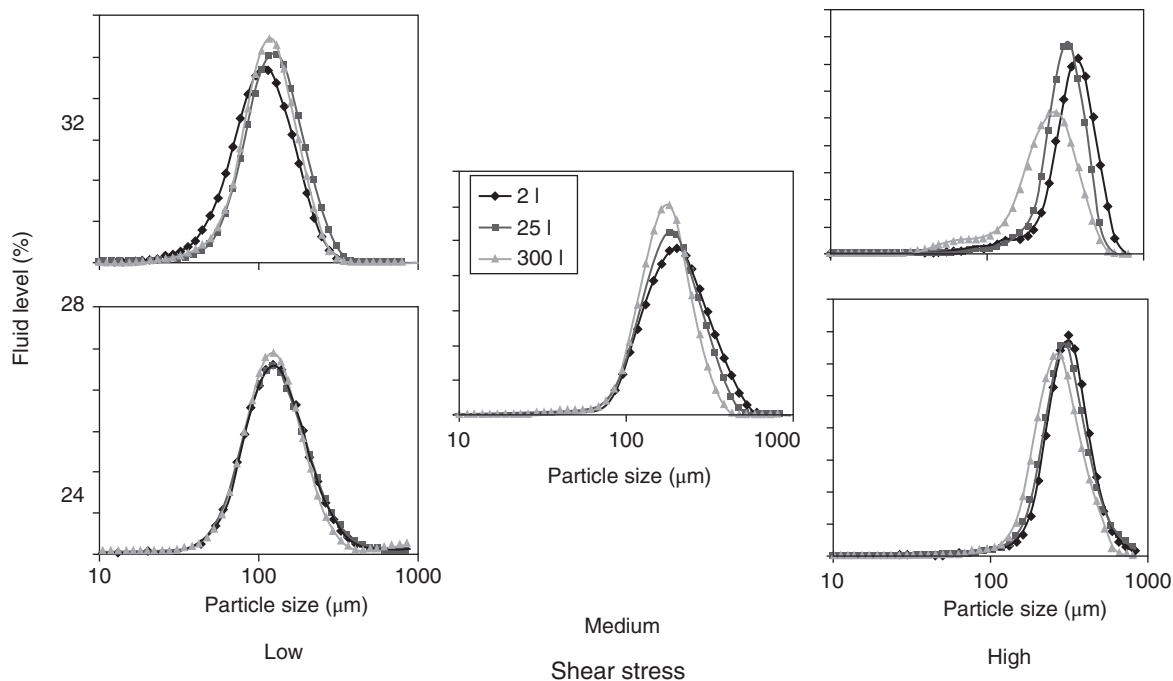 Fluid level (%)
32
28
24
2 l
25 l
300 l
10 100 1000
Particle size (μm)
10 100 1000
Particle size (μm)
10 100 1000
Particle size (μm)
Low
Medium
High
Shear stress